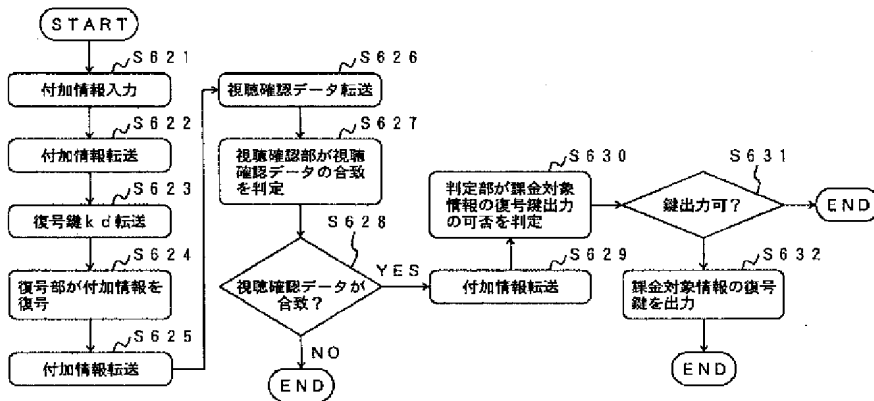 START
S621
付加情報入力
S622
付加情報転送
S623
復号鍵kd転送
S624
復号部が付加情報を
復号
S625
付加情報転送
S626
視聴確認データ転送
S627
視聴確認部が視聴
確認データの合致
を判定
S628
視聴確認データが
合致?
YES
NO
END
S629
付加情報転送
S630
判定部が課金対象
情報の復号鍵出力
の可否を判定
S631
鍵出力可?
END
S632
課金対象情報の復号
鍵を出力
END